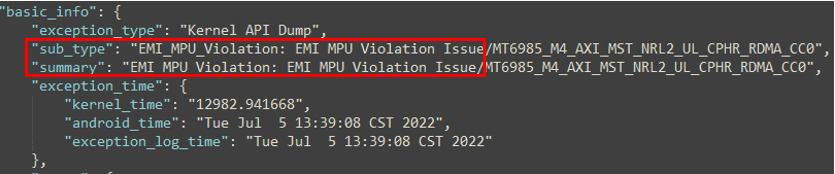 "basic_info": {
"exception_type": "Kernel API Dump",
"sub_type": "EMI_MPU_Violation: EMI MPU Violation Issue/MT6985_M4_AXI_MST_NRL2_UL_CPHR_RDMA_CC0",
"summary": "EMI_MPU_Violation: EMI MPU Violation Issue/MT6985_M4_AXI_MST_NRL2_UL_CPHR_RDMA_CC0",
"exception_time": {
"kernel_time": "12982.941668",
"android_time": "Tue Jul  5 13:39:08 CST 2022",
"exception_log_time": "Tue Jul  5 13:39:08 CST 2022"
},